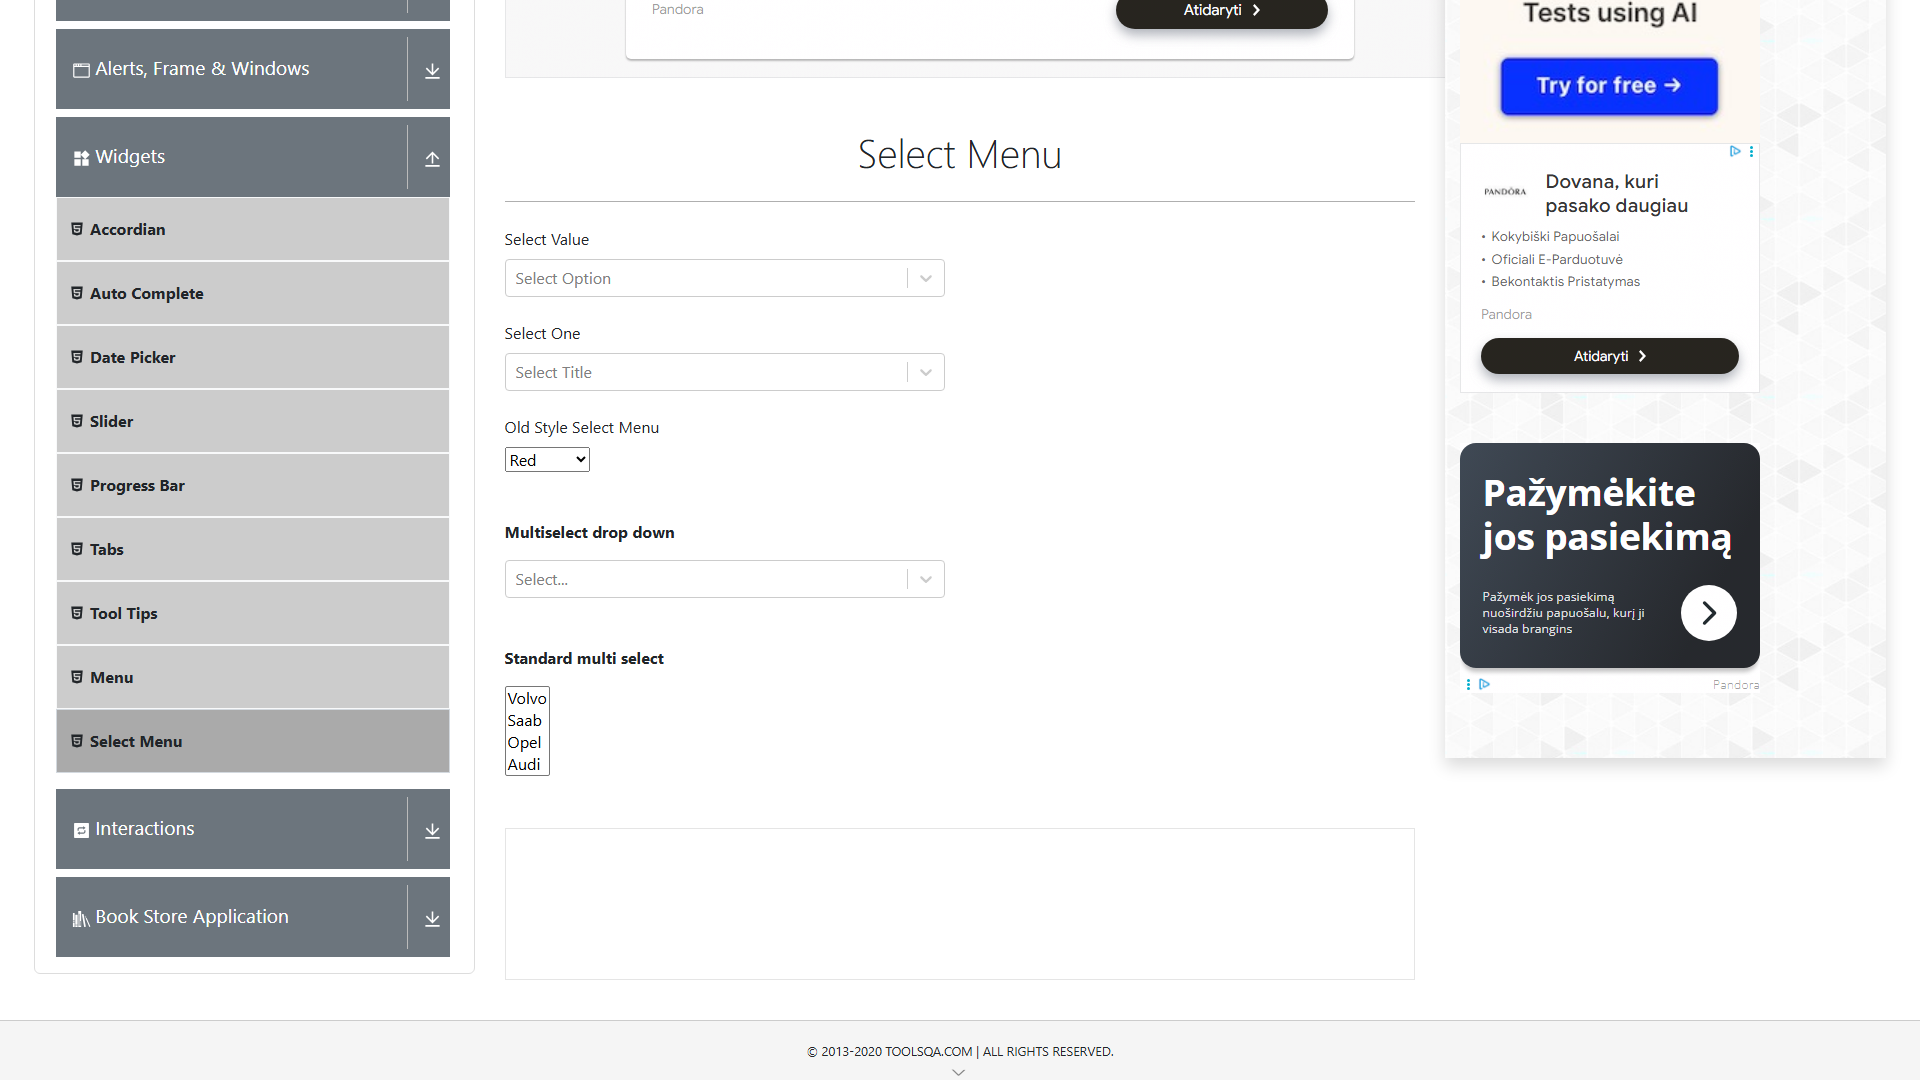 Alerts, Frame & Windows
Widgets
Accordian
Auto Complete
Date Picker
Slider
Progress Bar
Tabs
Tool Tips
Menu
Select Menu
Interactions
Book Store Application
Pandora
Atidaryti
Select Menu
Select Value
Select Option
Select One
Select Title
Old Style Select Menu
Red
Multiselect drop down
Select...
Standard multi select
Volvo
Saab
Opel
Audi
Tests using AI
Try for free →
PANDORA
Dovana, kuri
pasako daugiau
• Kokybiški Papuošalai
• Oficiali E-Parduotuvė
• Bekontaktis Pristatymas
Pandora
Atidaryti
Pažymėkite
jos pasiekimą
Pažymėk jos pasiekimą
nuoširdžiu papuošalu, kurį ji
visada brangins
Pandora
© 2013-2020 TOOLSQA.COM | ALL RIGHTS RESERVED.